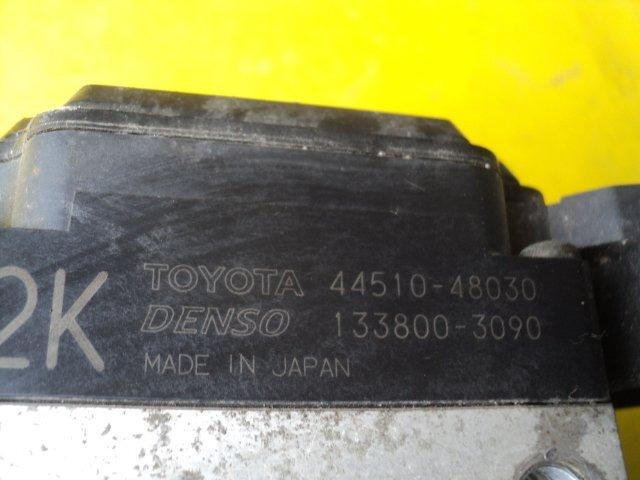 2K
TOYOTA 44510-48030
DENSO 133800-3090
MADE IN JAPAN